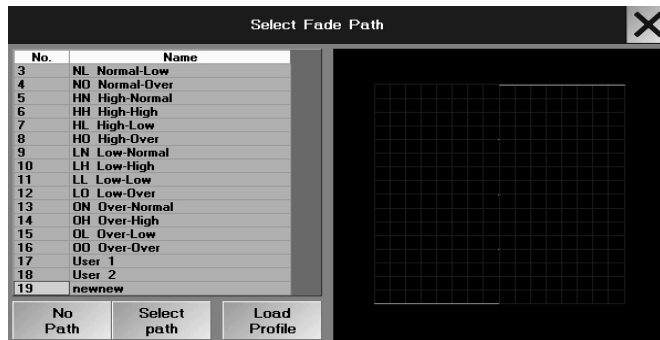 Select Fade Path
No. Name
3 NL Normal-Low
4 NO Normal-Over
5 HN High-Normal
6 HH High-High
7 HL High-Low
8 HO High-Over
9 LN Low-Normal
10 LH Low-High
11 LL Low-Low
12 LO Low-Over
13 ON Over-Normal
14 OH Over-High
15 OL Over-Low
16 OO Over-Over
17 User 1
18 User 2
19 newnew
No Path
Select path
Load Profile